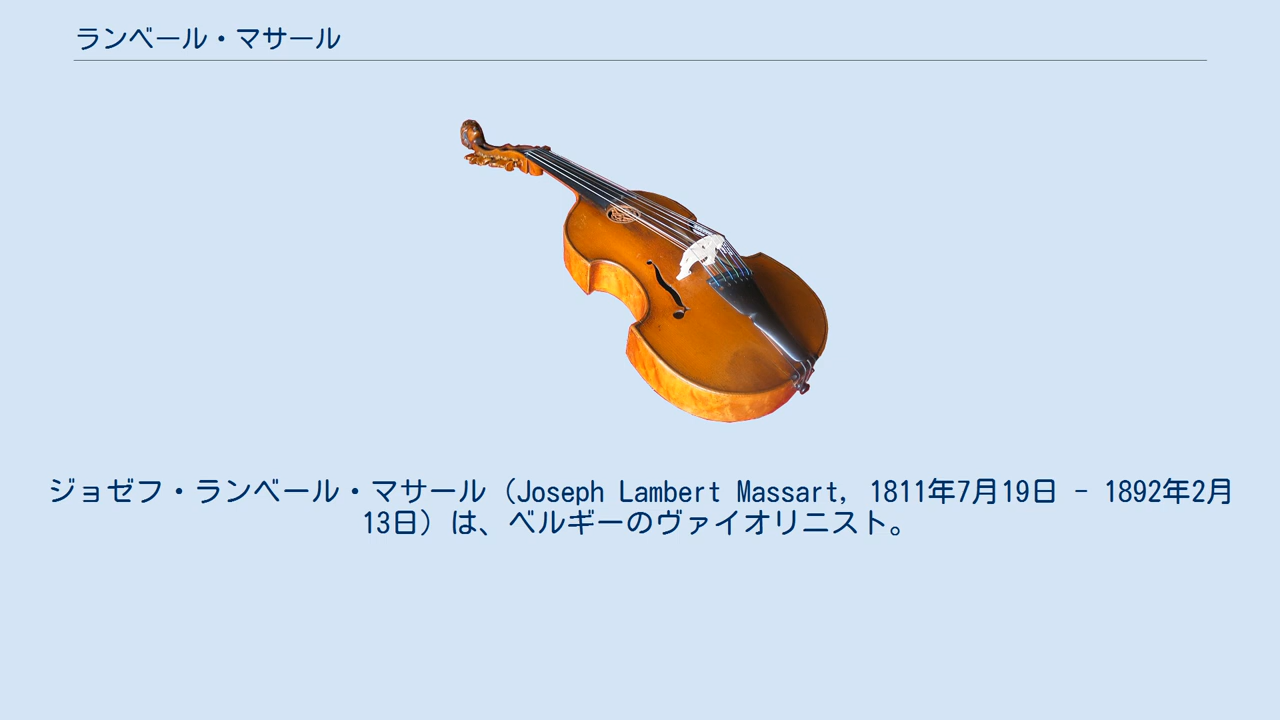 ランベール・マサール
ジョゼフ・ランベール・マサール（Joseph Lambert Massart, 1811年7月19日 - 1892年2月
13日）は、ベルギーのヴァイオリニスト。